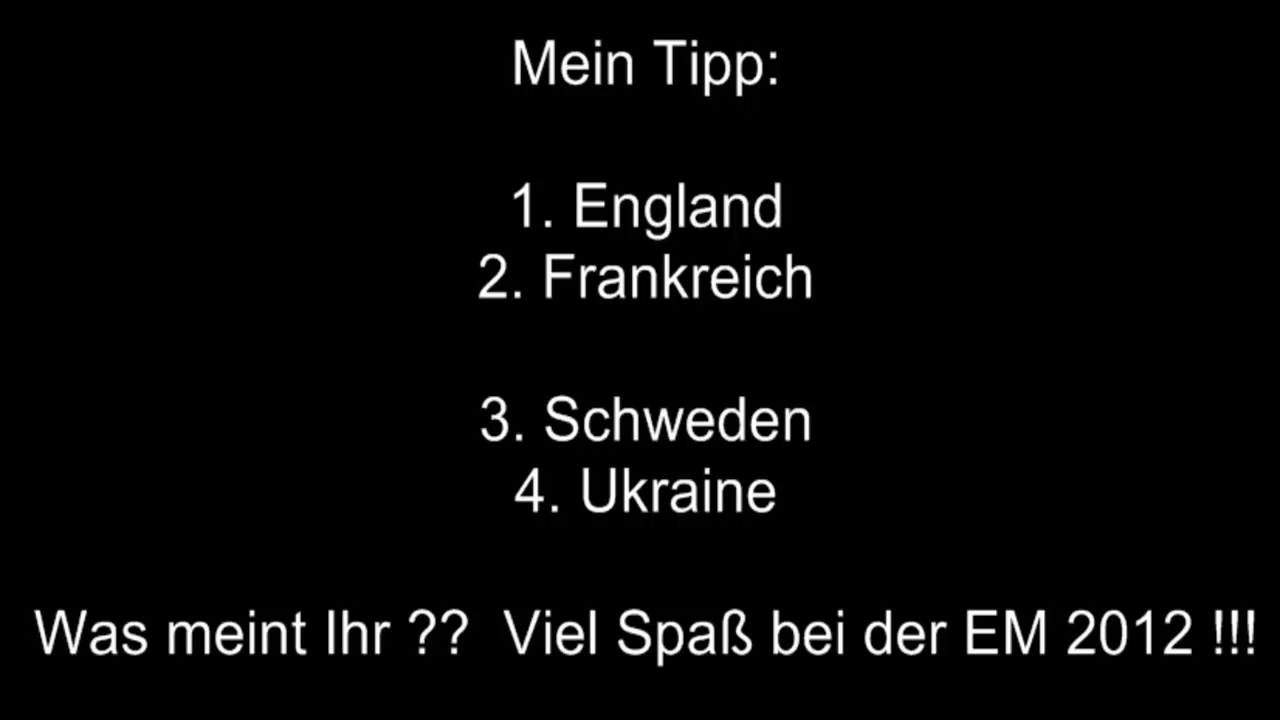 Mein Tipp:
1. England
2. Frankreich
3. Schweden
4. Ukraine
Was meint Ihr ??  Viel Spaß bei der EM 2012 !!!